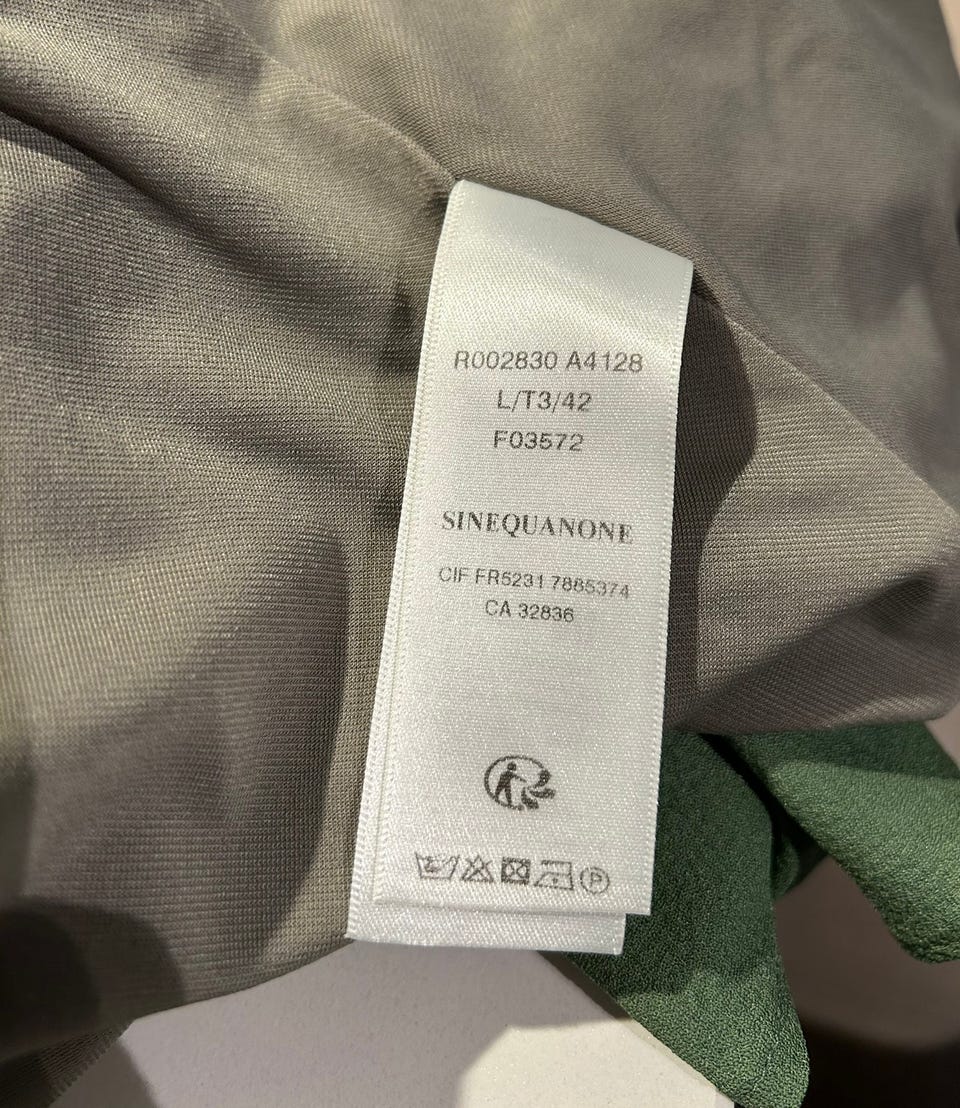 R002830 A4128
L/T3/42
F03572
SINEQUANONE
CIF FR5231 7885374
CA 32836
P